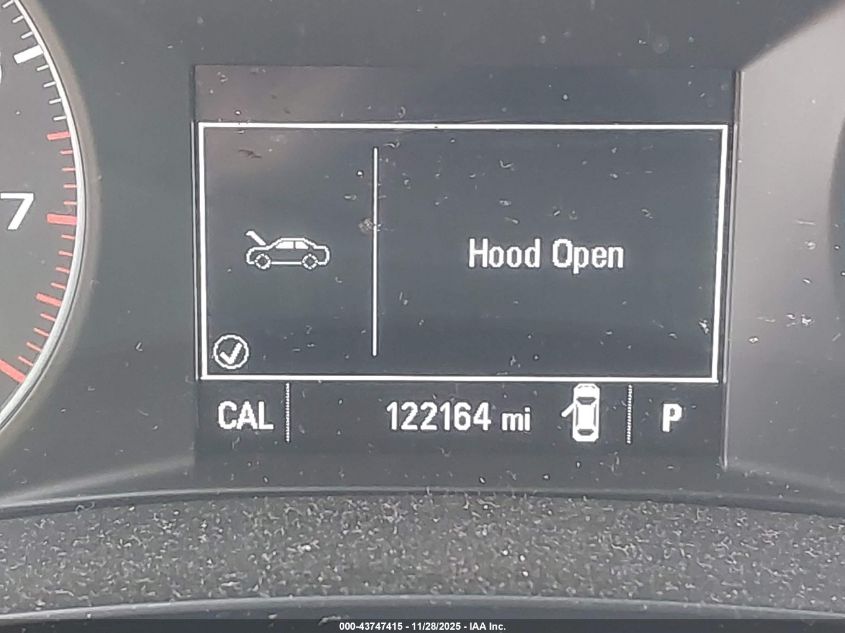 7
Hood Open
CAL 122164 mi P
000-43747415 - 11/28/2025 - IAA Inc.